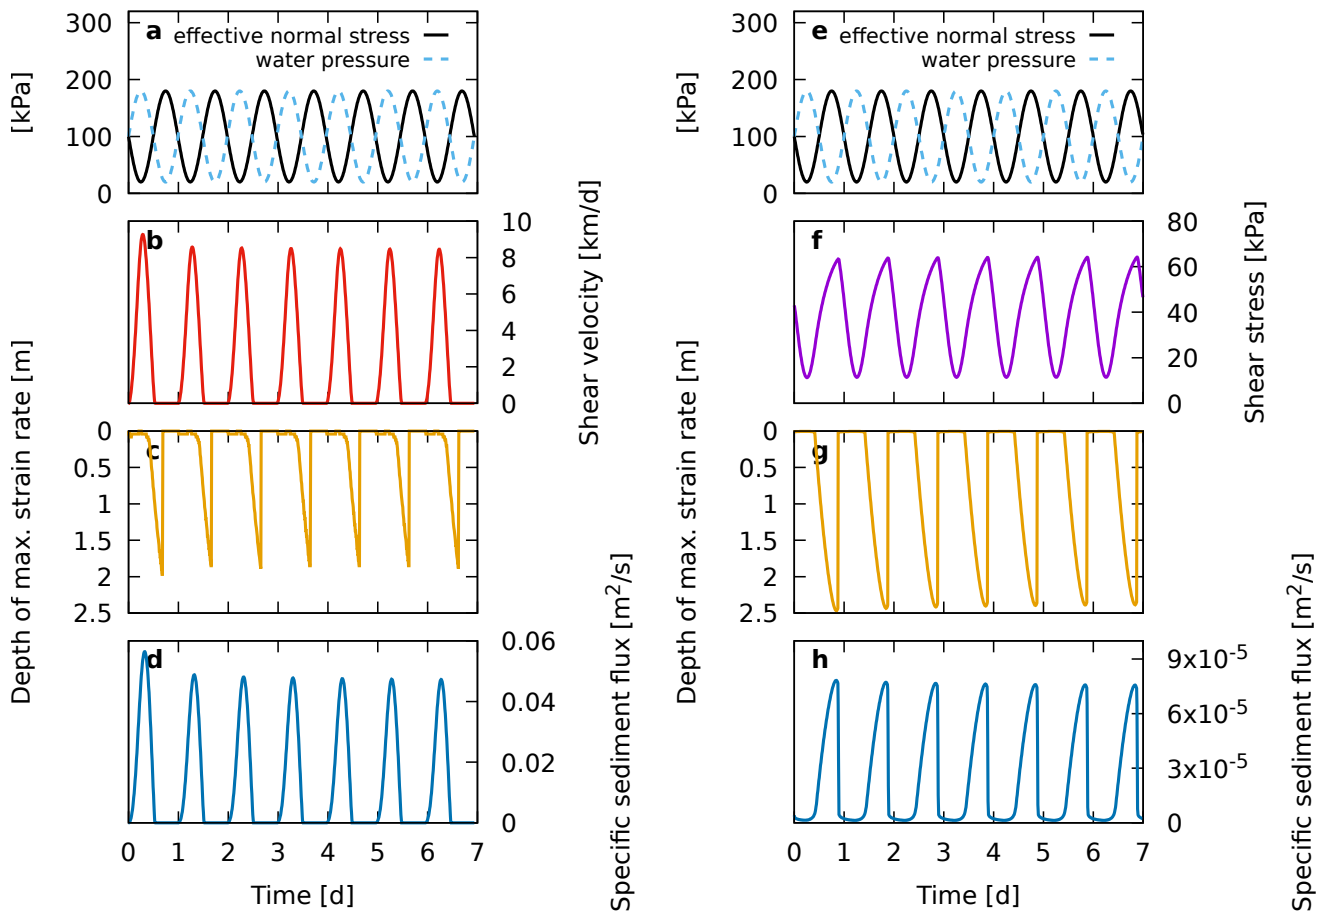 a
effective normal stress
water pressure
300
200
100
0
[kPa]
b
10
8
6
4
2
0
Shear velocity [km/d]
c
0
0.5
1
1.5
2
2.5
Depth of max. strain rate [m]
d
0.06
0.04
0.02
0
Specific sediment flux [m²/s]
0 1 2 3 4 5 6 7
Time [d]
e
effective normal stress
water pressure
300
200
100
0
[kPa]
f
80
60
40
20
0
Shear stress [kPa]
g
0
0.5
1
1.5
2
2.5
Depth of max. strain rate [m]
h
9x10⁻⁵
6x10⁻⁵
3x10⁻⁵
0
Specific sediment flux [m²/s]
0 1 2 3 4 5 6 7
Time [d]